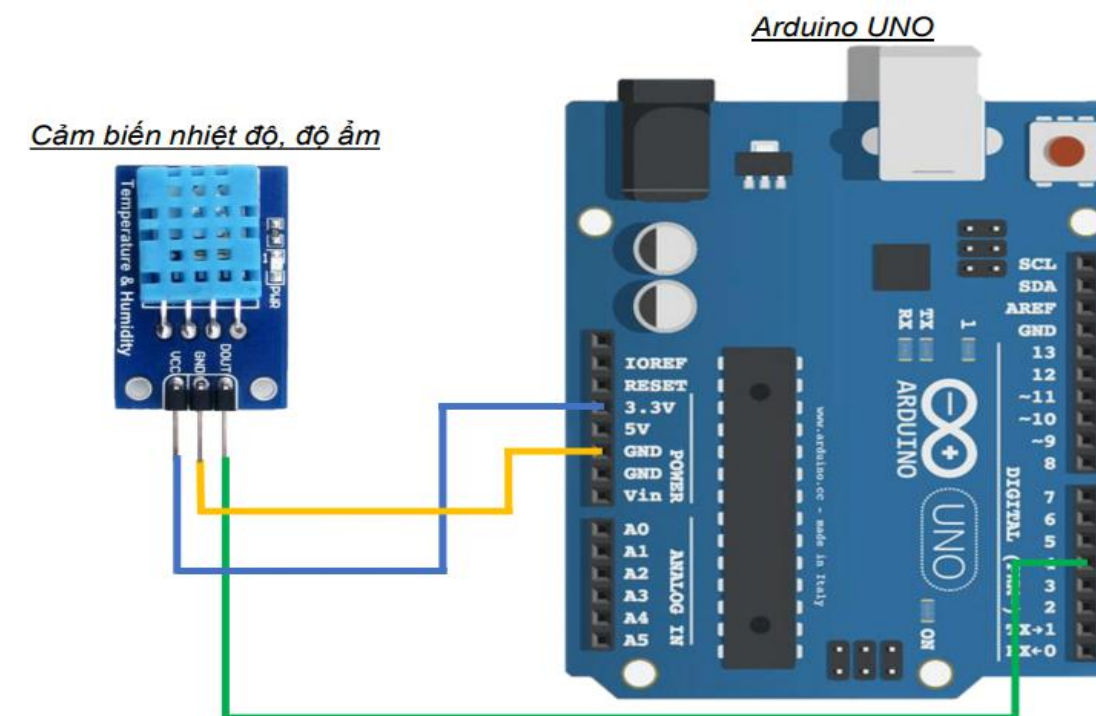 Arduino UNO
Cảm biến nhiệt độ, độ ẩm
Temperature & Humidity
PWR
VCC
GND
DOUT
IOREF
RESET
3.3V
5V
GND
GND
Vin
POWER
A0
A1
A2
A3
A4
A5
ANALOG IN
www.arduino.cc - made in Italy
RX
TX
1
ARDUINO
UNO
ON
SCL
SDA
AREF
GND
13
12
~11
~10
~9
8
DIGITAL
7
6
5
3
2
TX→1
RX←0